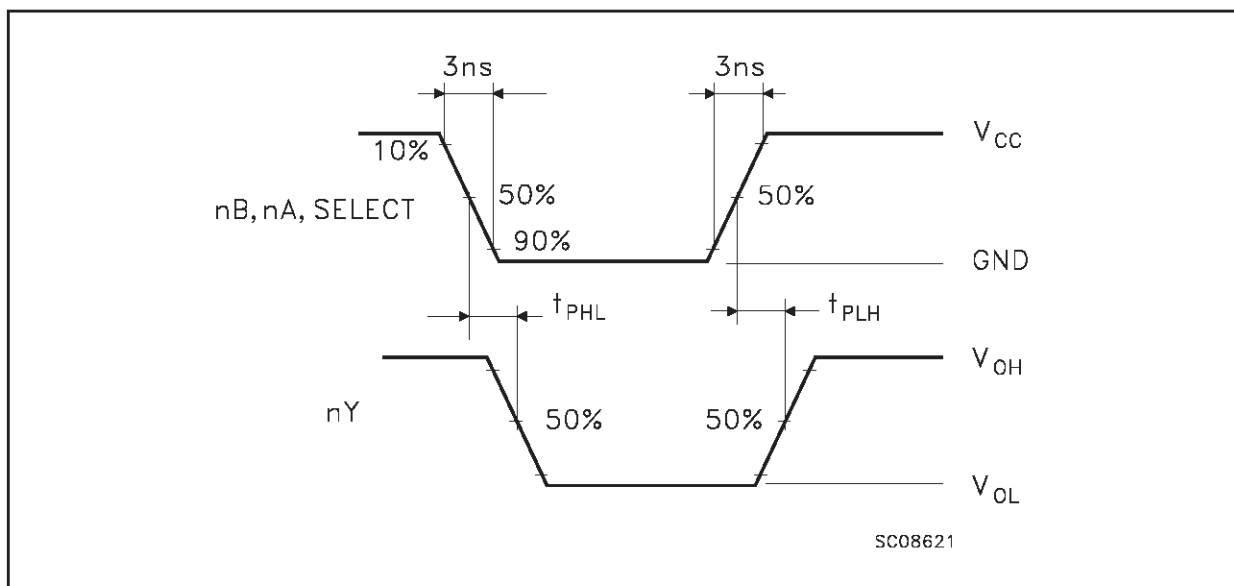 3ns 3ns
V_CC
10%
nB, nA, SELECT 50% 50%
90%
GND
t_PHL t_PLH
V_OH
nY 50% 50%
V_OL
SC08621